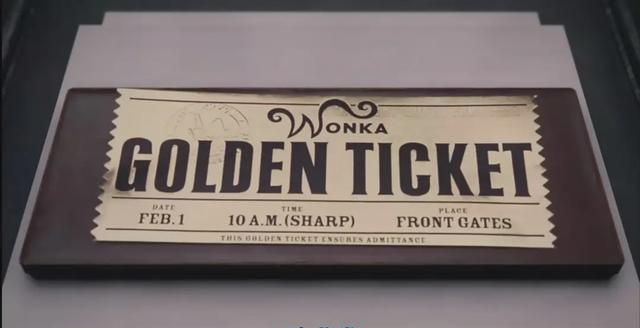 WONKA
GOLDEN TICKET
DATE TIME PLACE
FEB.1 10 A.M.(SHARP) FRONT GATES
THIS GOLDEN TICKET ENSURES ADMITTANCE